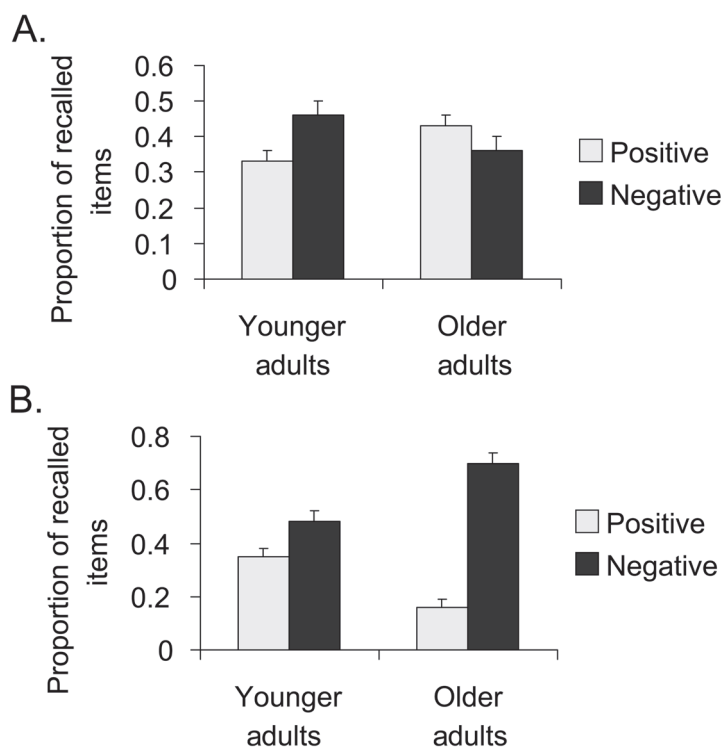 A.
Proportion of recalled
items
0.6
0.5
0.4
0.3
0.2
0.1
0
Younger
adults
Older
adults
Positive
Negative
B.
Proportion of recalled
items
0.8
0.6
0.4
0.2
0
Younger
adults
Older
adults
Positive
Negative